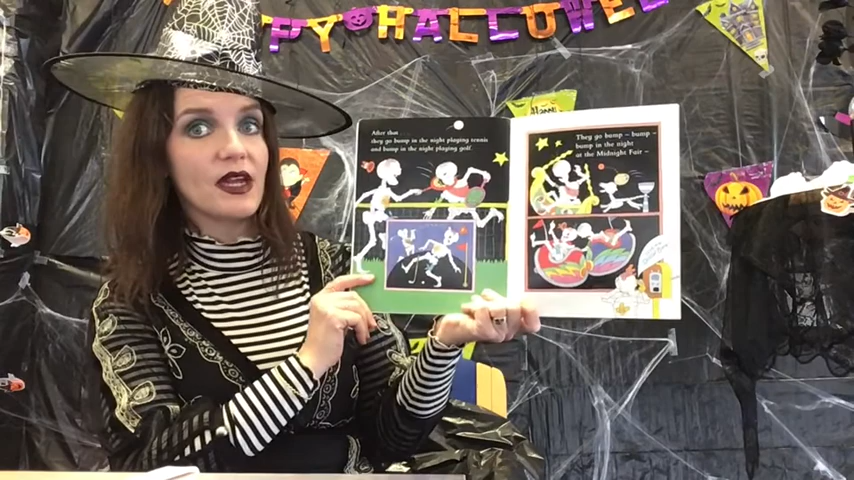 PPY HALLOWEEN
After that
they go bump in the night playing tennis
and bump in the night playing golf.
They go bump – bump –
bump in the night
at the Midnight Fair –